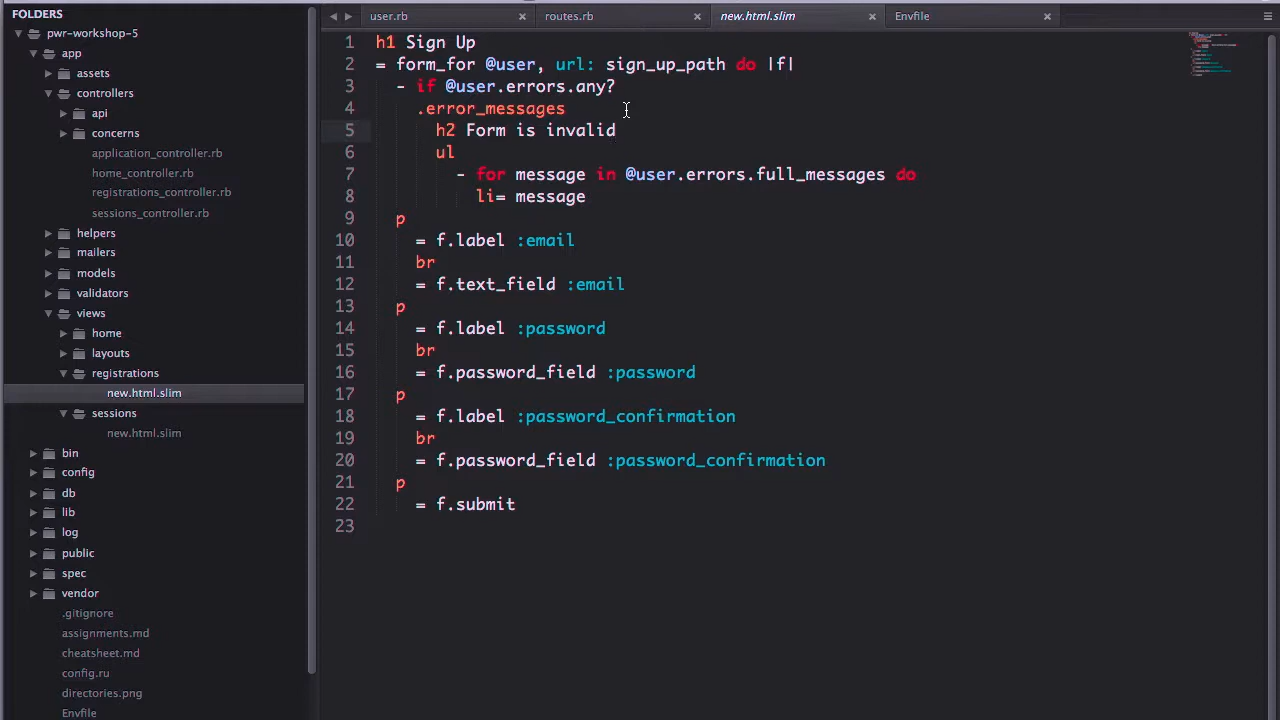 FOLDERS
pwr-workshop-5
app
assets
controllers
api
concerns
application_controller.rb
home_controller.rb
registrations_controller.rb
sessions_controller.rb
helpers
mailers
models
validators
views
home
layouts
registrations
new.html.slim
sessions
new.html.slim
bin
config
db
lib
log
public
spec
vendor
.gitignore
assignments.md
cheatsheet.md
config.ru
directories.png
Envfile
user.rb
routes.rb
new.html.slim
Envfile
1 h1 Sign Up
2 = form_for @user, url: sign_up_path do |f|
3 - if @user.errors.any?
4 .error_messages
5 h2 Form is invalid
6 ul
7 - for message in @user.errors.full_messages do
8 li= message
9 p
10 = f.label :email
11 br
12 = f.text_field :email
13 p
14 = f.label :password
15 br
16 = f.password_field :password
17 p
18 = f.label :password_confirmation
19 br
20 = f.password_field :password_confirmation
21 p
22 = f.submit
23